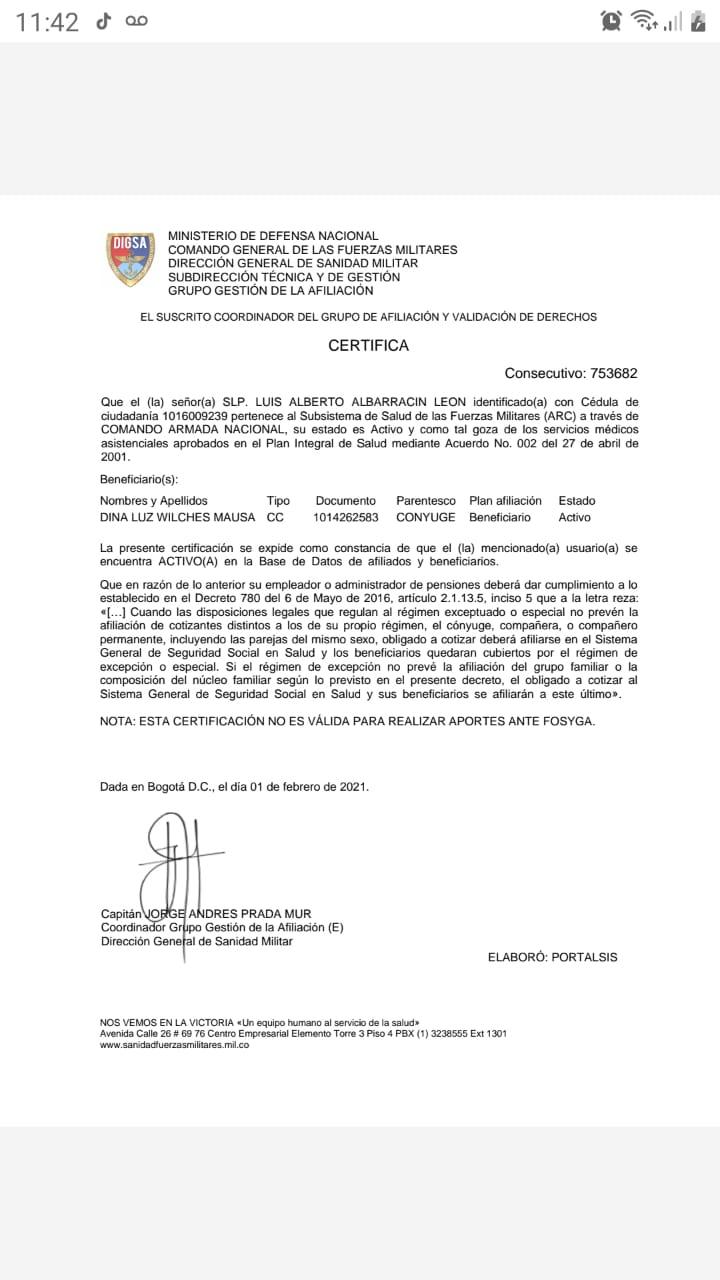 11:42
DIGSA
MINISTERIO DE DEFENSA NACIONAL
COMANDO GENERAL DE LAS FUERZAS MILITARES
DIRECCIÓN GENERAL DE SANIDAD MILITAR
SUBDIRECCIÓN TÉCNICA Y DE GESTIÓN
GRUPO GESTIÓN DE LA AFILIACIÓN
EL SUSCRITO COORDINADOR DEL GRUPO DE AFILIACIÓN Y VALIDACIÓN DE DERECHOS
CERTIFICA
Consecutivo: 753682
Que el (la) señor(a) SLP. LUIS ALBERTO ALBARRACIN LEON identificado(a) con Cédula de
ciudadanía 1016009239 pertenece al Subsistema de Salud de las Fuerzas Militares (ARC) a través de
COMANDO ARMADA NACIONAL, su estado es Activo y como tal goza de los servicios médicos
asistenciales aprobados en el Plan Integral de Salud mediante Acuerdo No. 002 del 27 de abril de
2001.
Beneficiario(s):
Nombres y Apellidos Tipo Documento Parentesco Plan afiliación Estado
DINA LUZ WILCHES MAUSA CC 1014262583 CONYUGE Beneficiario Activo
La presente certificación se expide como constancia de que el (la) mencionado(a) usuario(a) se
encuentra ACTIVO(A) en la Base de Datos de afiliados y beneficiarios.
Que en razón de lo anterior su empleador o administrador de pensiones deberá dar cumplimiento a lo
establecido en el Decreto 780 del 6 de Mayo de 2016, artículo 2.1.13.5, inciso 5 que a la letra reza:
«[...] Cuando las disposiciones legales que regulan al régimen exceptuado o especial no prevén la
afiliación de cotizantes distintos a los de su propio régimen, el cónyuge, compañera, o compañero
permanente, incluyendo las parejas del mismo sexo, obligado a cotizar deberá afiliarse en el Sistema
General de Seguridad Social en Salud y los beneficiarios quedaran cubiertos por el régimen de
excepción o especial. Si el régimen de excepción no prevé la afiliación del grupo familiar o la
composición del núcleo familiar según lo previsto en el presente decreto, el obligado a cotizar al
Sistema General de Seguridad Social en Salud y sus beneficiarios se afiliarán a este último».
NOTA: ESTA CERTIFICACIÓN NO ES VÁLIDA PARA REALIZAR APORTES ANTE FOSYGA.
Dada en Bogotá D.C., el día 01 de febrero de 2021.
Capitán JORGE ANDRES PRADA MUR
Coordinador Grupo Gestión de la Afiliación (E)
Dirección General de Sanidad Militar
ELABORÓ: PORTALSIS
NOS VEMOS EN LA VICTORIA «Un equipo humano al servicio de la salud»
Avenida Calle 26 # 69 76 Centro Empresarial Elemento Torre 3 Piso 4 PBX (1) 3238555 Ext 1301
www.sanidadfuerzasmilitares.mil.co